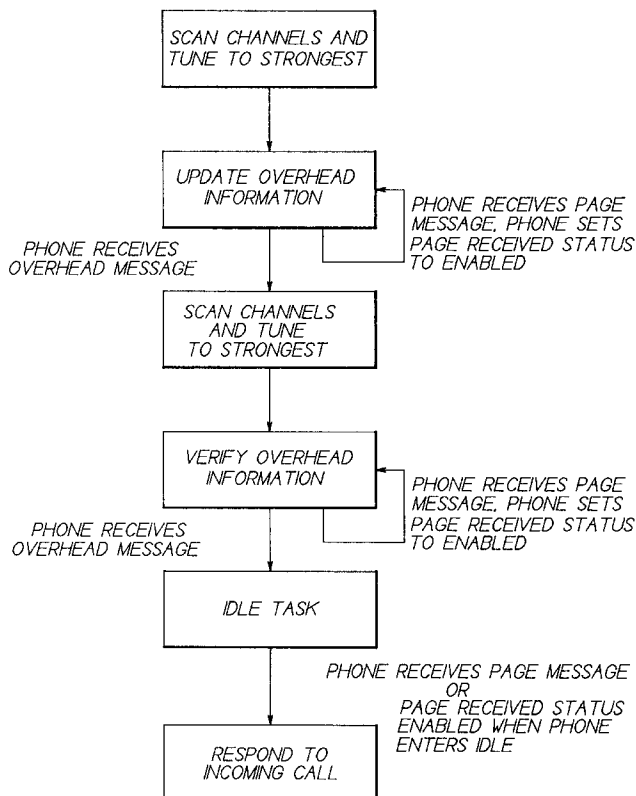 SCAN CHANNELS AND
TUNE TO STRONGEST
UPDATE OVERHEAD
INFORMATION
PHONE RECEIVES PAGE
MESSAGE, PHONE SETS
PAGE RECEIVED STATUS
TO ENABLED
PHONE RECEIVES
OVERHEAD MESSAGE
SCAN CHANNELS
AND TUNE
TO STRONGEST
VERIFY OVERHEAD
INFORMATION
PHONE RECEIVES PAGE
MESSAGE, PHONE SETS
PAGE RECEIVED STATUS
TO ENABLED
PHONE RECEIVES
OVERHEAD MESSAGE
IDLE TASK
PHONE RECEIVES PAGE MESSAGE
OR
PAGE RECEIVED STATUS
ENABLED WHEN PHONE
ENTERS IDLE
RESPOND TO
INCOMING CALL